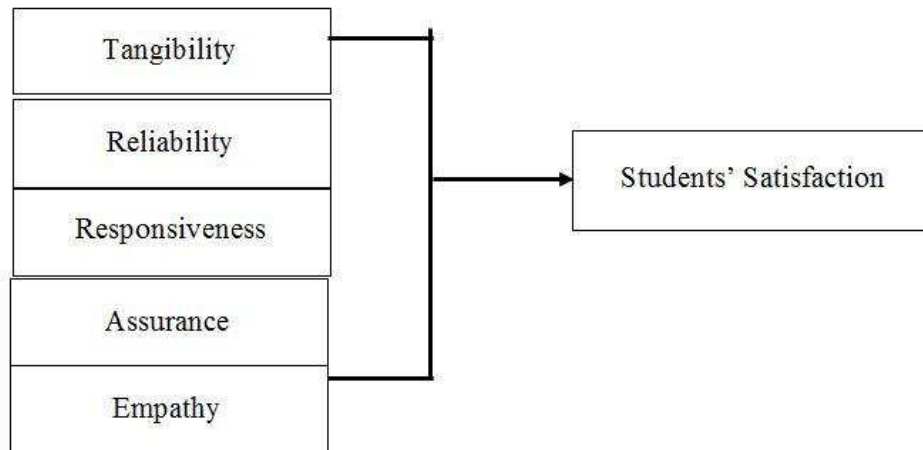 Tangibility
Reliability
Responsiveness
Assurance
Empathy
Students’ Satisfaction